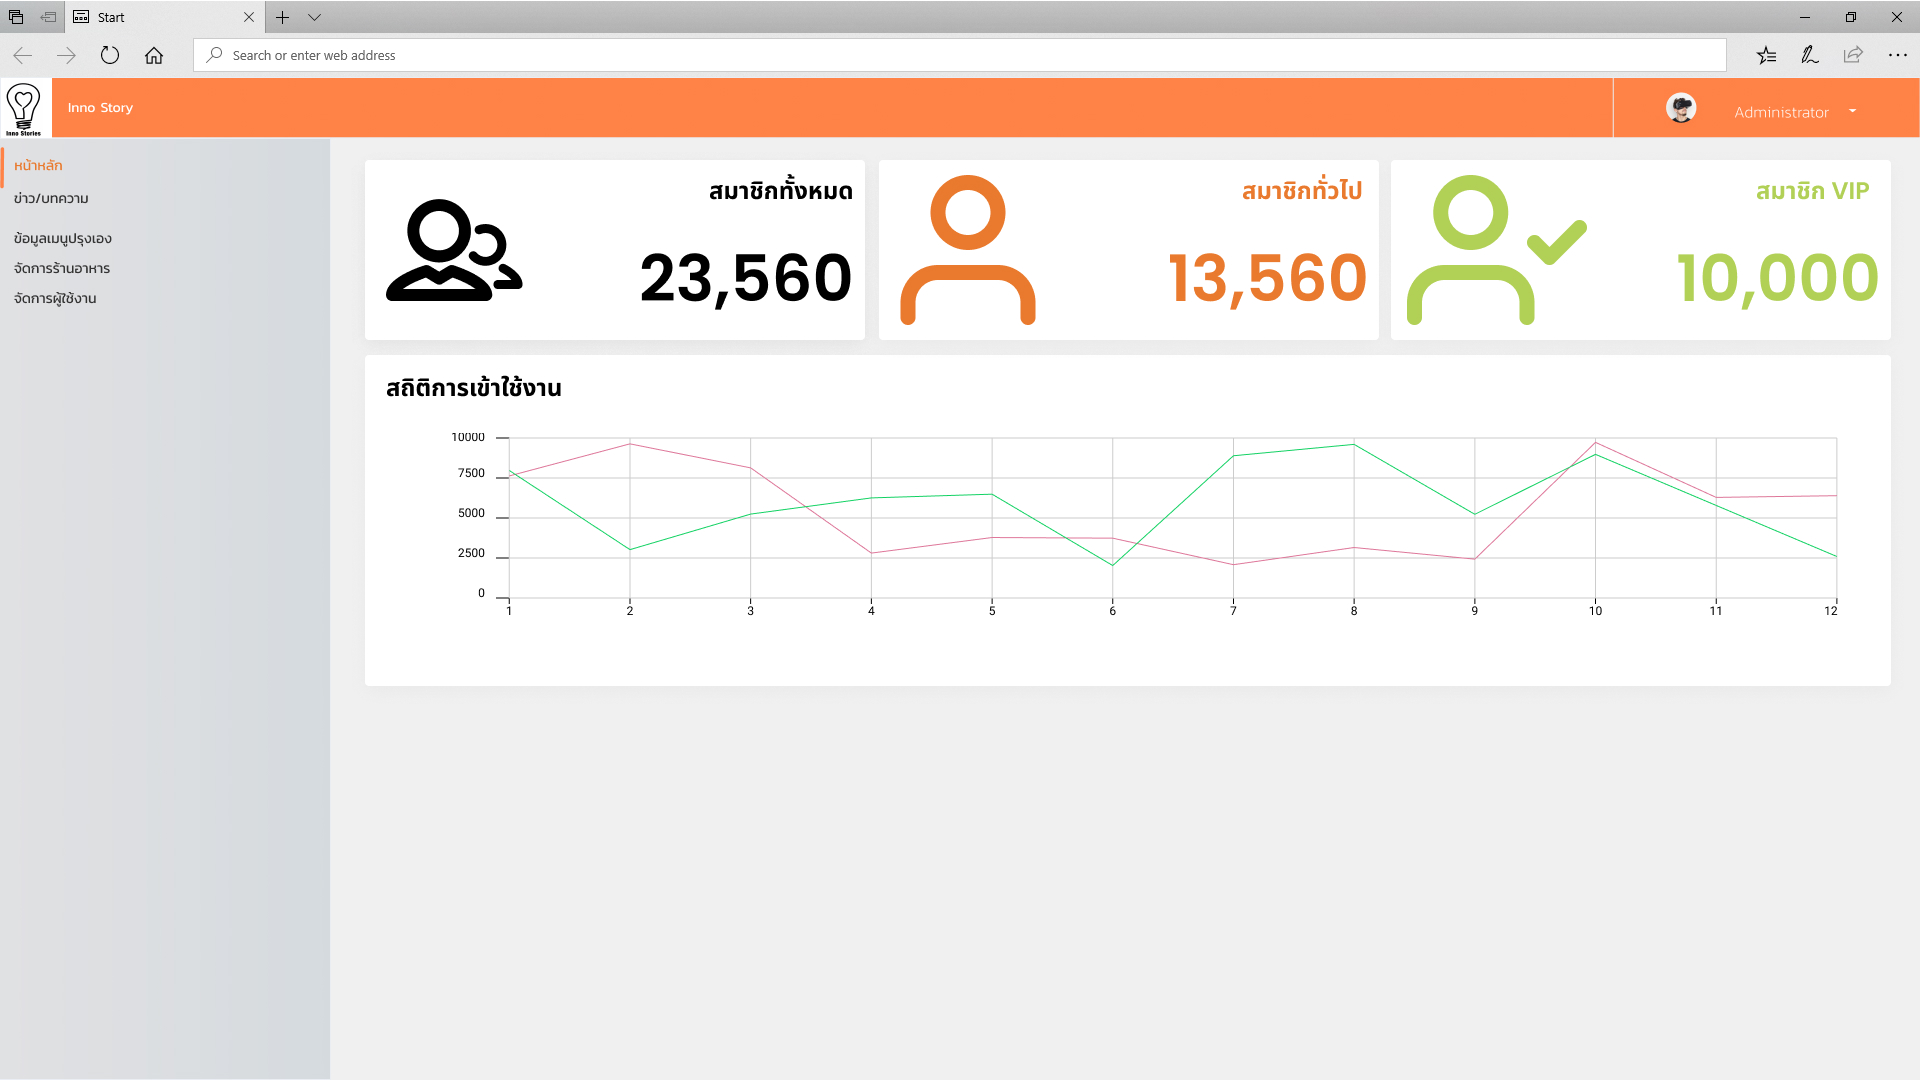 Start
Search or enter web address
Inno Stories
Inno Story
Administrator
หน้าหลัก
ข่าว/บทความ
ข้อมูลเมนูปรุงเอง
จัดการร้านอาหาร
จัดการผู้ใช้งาน
สมาชิกทั้งหมด
23,560
สมาชิกทั่วไป
13,560
สมาชิก VIP
10,000
สถิติการเข้าใช้งาน
10000
7500
5000
2500
0
1 2 3 4 5 6 7 8 9 10 11 12